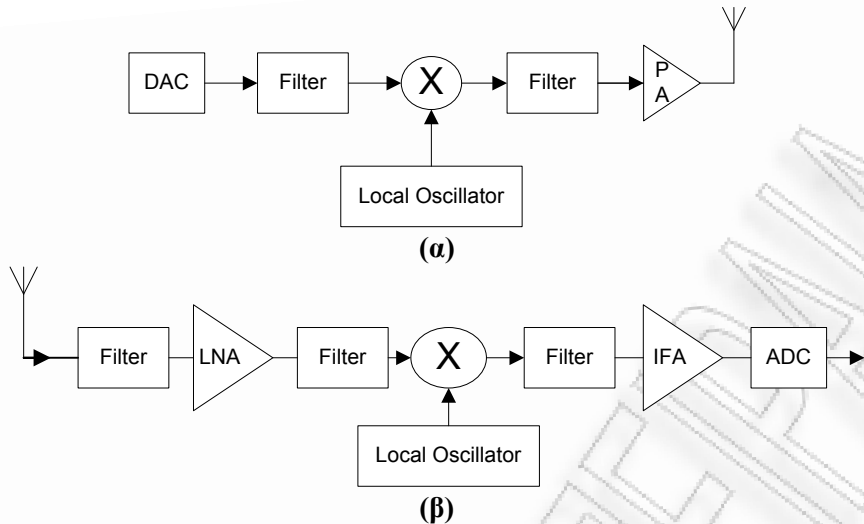 DAC
Filter
X
Filter
P
A
Local Oscillator
(α)
Filter
LNA
Filter
X
Filter
IFA
ADC
Local Oscillator
(β)